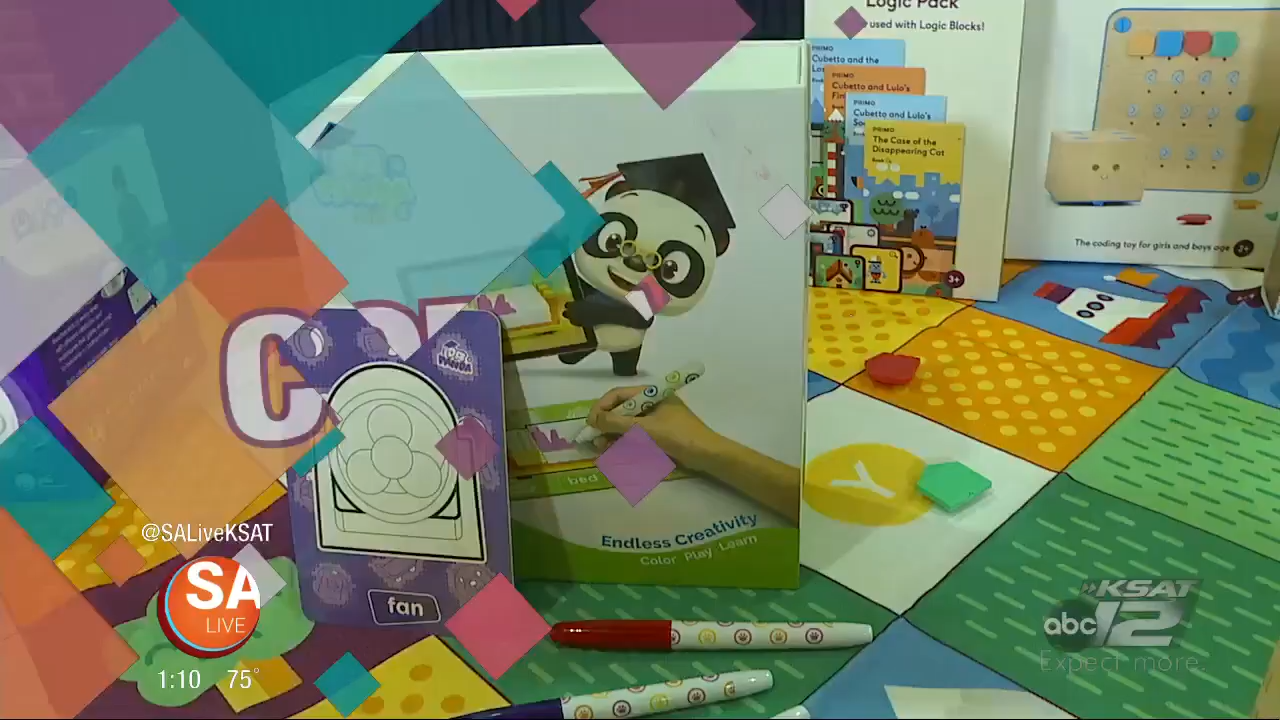 Logic Pack
used with Logic Blocks!
PRIMO
Cubetto and the
PRIMO
Cubetto and Lulo's
PRIMO
Cubetto and Lulo's
PRIMO
The Case of the
Disappearing Cat
3+
The coding toy for girls and boys age
C
bed
Endless Creativity
Color Play Learn
Y
fan
@SALiveKSAT
SA
LIVE
1:10 75°
KSAT
abc 12
Expect more.